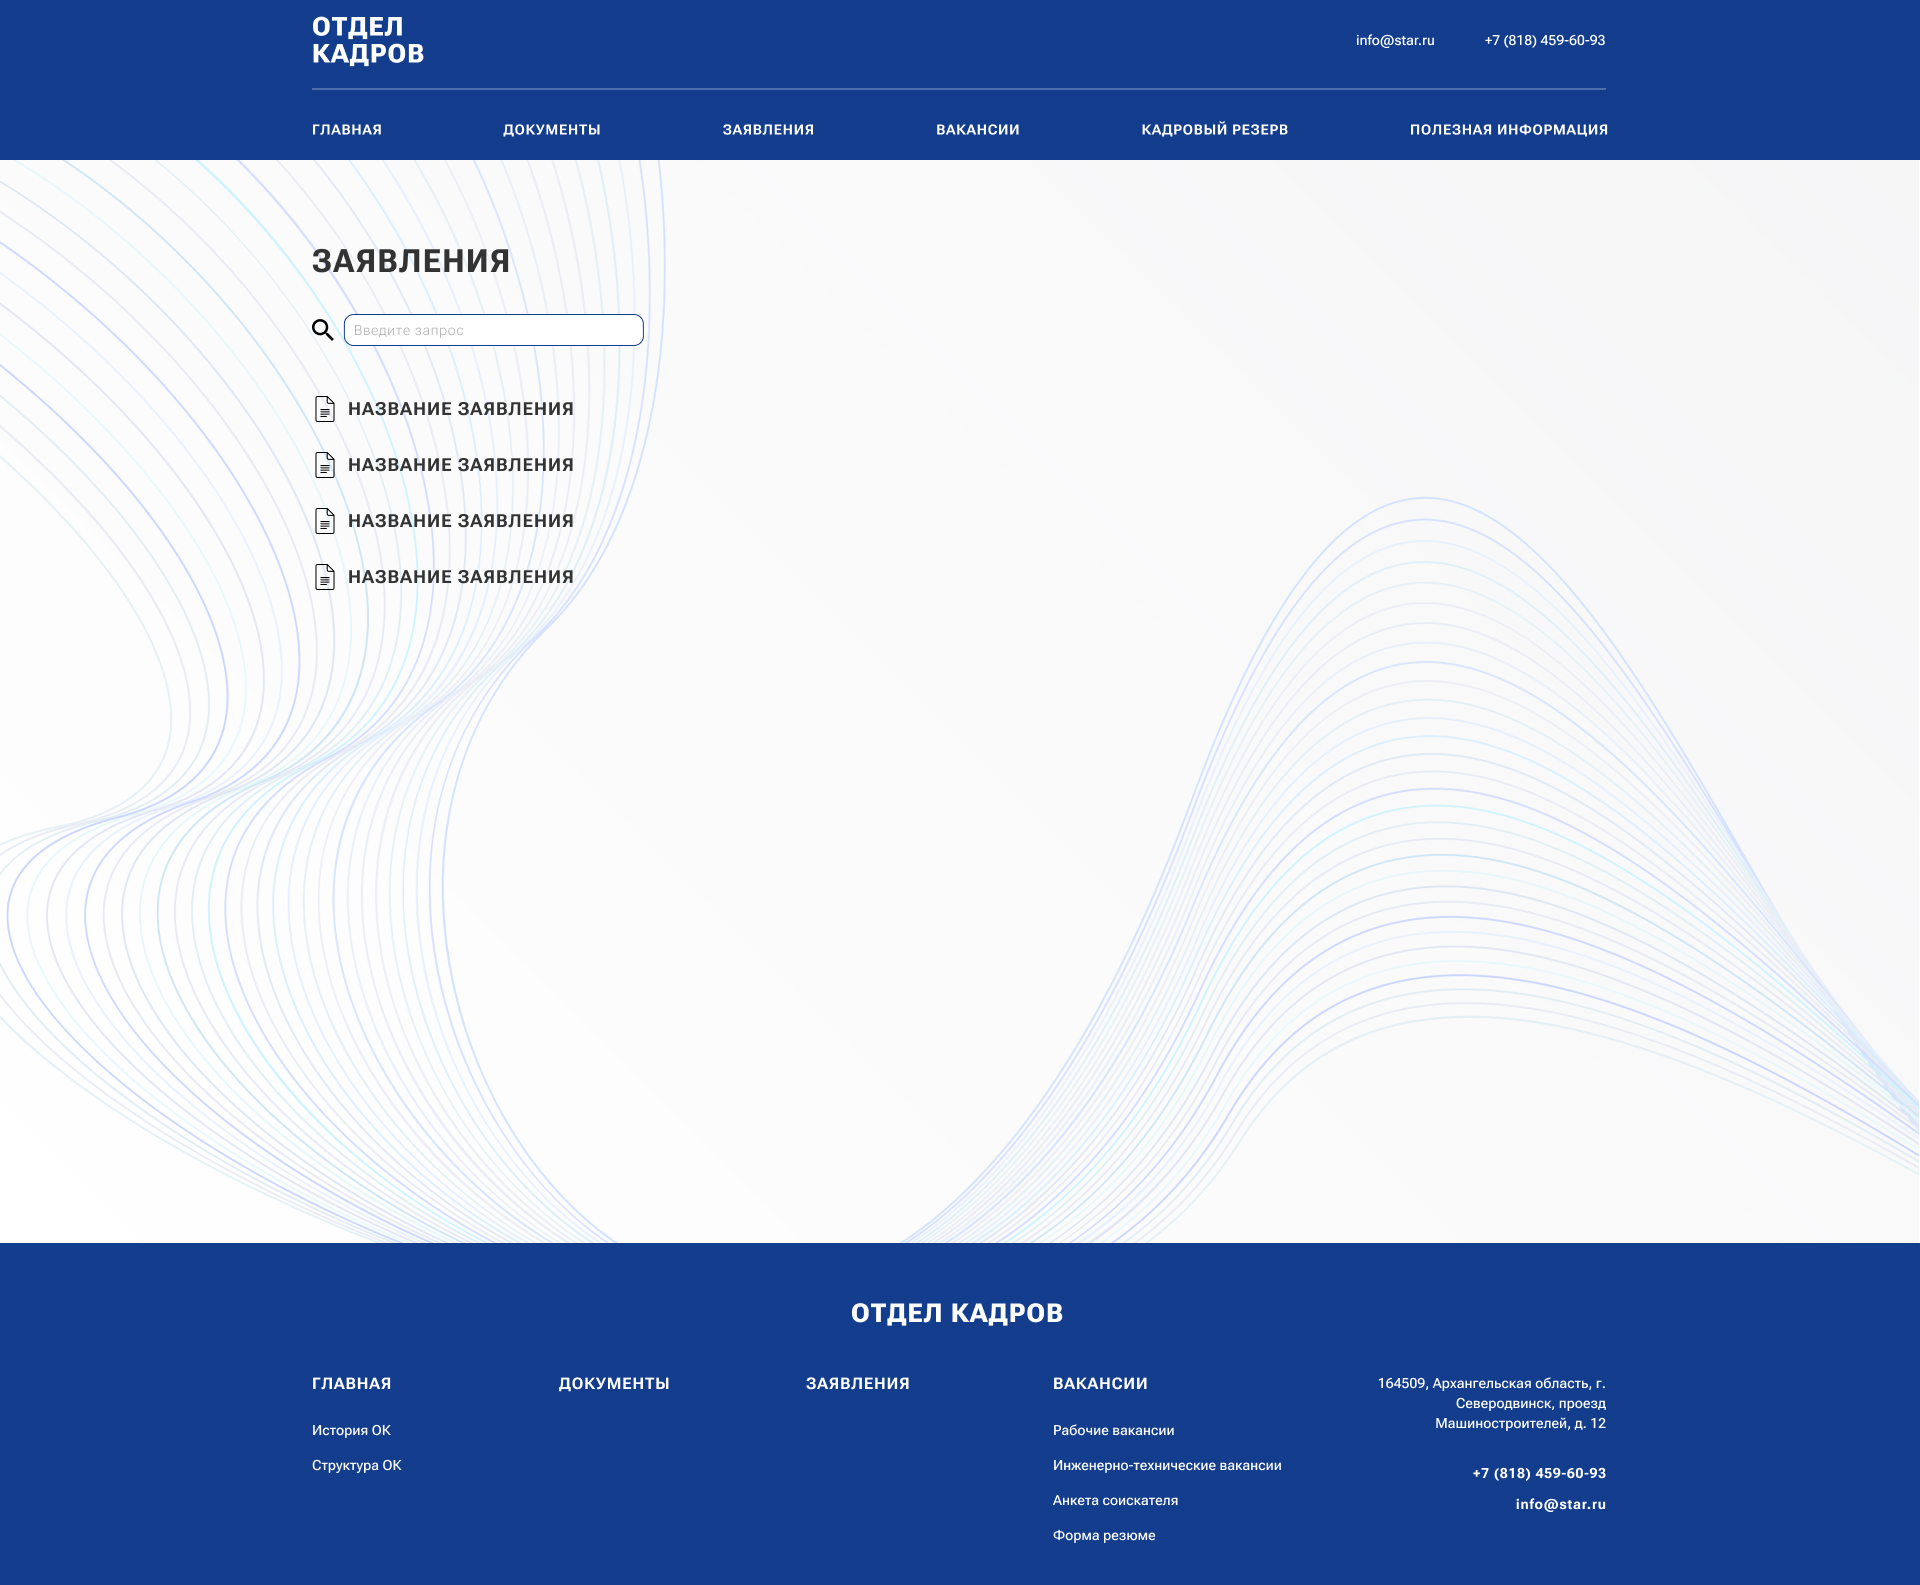 ОТДЕЛ
КАДРОВ
info@star.ru
+7 (818) 459-60-93
ГЛАВНАЯ
ДОКУМЕНТЫ
ЗАЯВЛЕНИЯ
ВАКАНСИИ
КАДРОВЫЙ РЕЗЕРВ
ПОЛЕЗНАЯ ИНФОРМАЦИЯ
ЗАЯВЛЕНИЯ
Введите запрос
НАЗВАНИЕ ЗАЯВЛЕНИЯ
НАЗВАНИЕ ЗАЯВЛЕНИЯ
НАЗВАНИЕ ЗАЯВЛЕНИЯ
НАЗВАНИЕ ЗАЯВЛЕНИЯ
ОТДЕЛ КАДРОВ
ГЛАВНАЯ
История ОК
Структура ОК
ДОКУМЕНТЫ
ЗАЯВЛЕНИЯ
ВАКАНСИИ
Рабочие вакансии
Инженерно-технические вакансии
Анкета соискателя
Форма резюме
164509, Архангельская область, г.
Северодвинск, проезд
Машиностроителей, д. 12
+7 (818) 459-60-93
info@star.ru